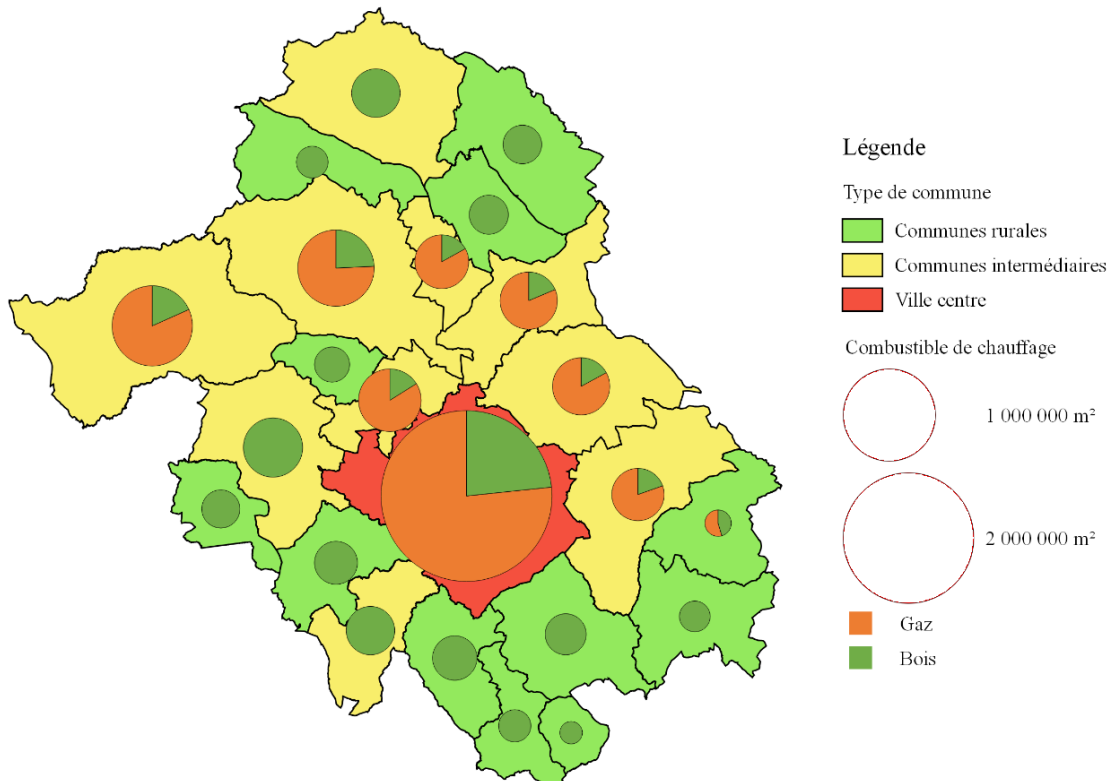 Légende
Type de commune
Communes rurales
Communes intermédiaires
Ville centre
Combustible de chauffage
1 000 000 m²
2 000 000 m²
Gaz
Bois